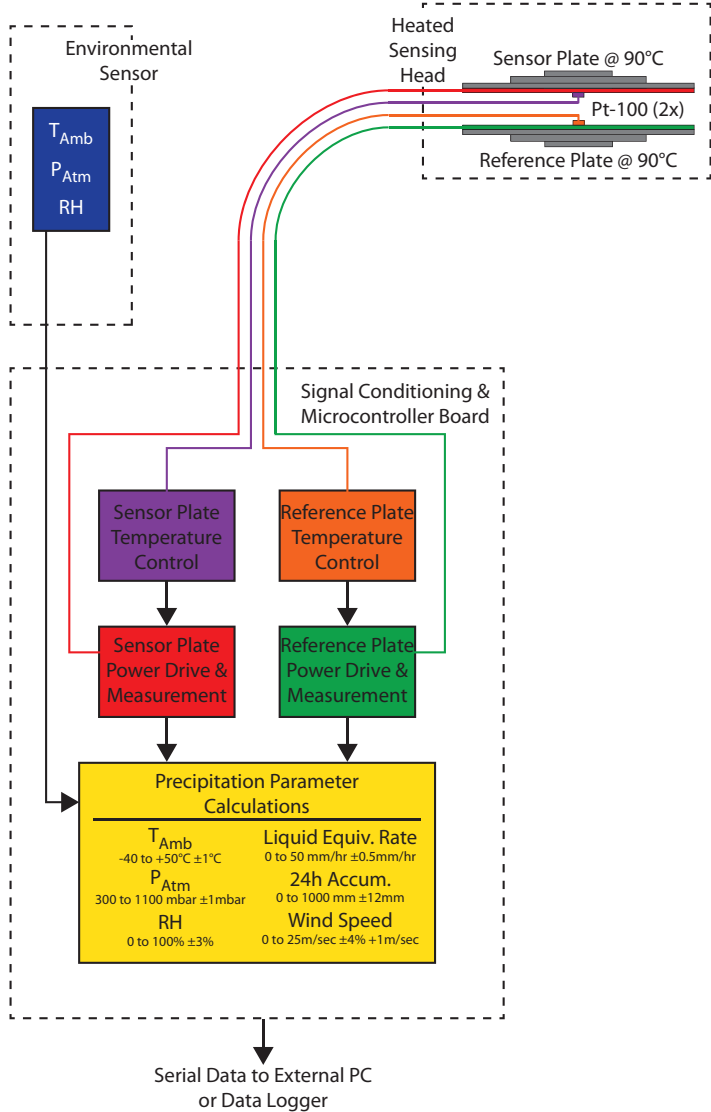 Environmental
Sensor
T_Amb
P_Atm
RH
Heated
Sensing
Head
Sensor Plate @ 90°C
Pt-100 (2x)
Reference Plate @ 90°C
Signal Conditioning &
Microcontroller Board
Sensor Plate
Temperature
Control
Reference Plate
Temperature
Control
Sensor Plate
Power Drive &
Measurement
Reference Plate
Power Drive &
Measurement
Precipitation Parameter
Calculations
T_Amb
-40 to +50°C ±1°C
P_Atm
300 to 1100 mbar ±1mbar
RH
0 to 100% ±3%
Liquid Equiv. Rate
0 to 50 mm/hr ±0.5mm/hr
24h Accum.
0 to 1000 mm ±12mm
Wind Speed
0 to 25m/sec ±4% +1m/sec
Serial Data to External PC
or Data Logger